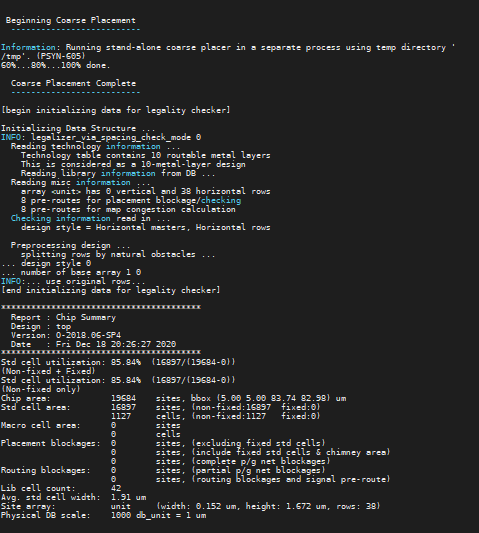 Beginning Coarse Placement
---------------------------
Information: Running stand-alone coarse placer in a separate process using temp directory '
/tmp'. (PSYN-605)
60%...80%...100% done.
Coarse Placement Complete
--------------------------
[begin initializing data for legality checker]
Initializing Data Structure ...
INFO: legalizer_via_spacing_check_mode 0
Reading technology information ...
Technology table contains 10 routable metal layers
This is considered as a 10-metal-layer design
Reading library information from DB ...
Reading misc information ...
array <unit> has 0 vertical and 38 horizontal rows
8 pre-routes for placement blockage/checking
8 pre-routes for map congestion calculation
Checking information read in ...
design style = Horizontal masters, Horizontal rows
Preprocessing design ...
splitting rows by natural obstacles ...
... design style 0
... number of base array 1 0
INFO:... use original rows...
[end initializing data for legality checker]
****************************************
Report : Chip Summary
Design : top
Version: O-2018.06-SP4
Date   : Fri Dec 18 20:26:27 2020
****************************************
Std cell utilization: 85.84%  (16897/(19684-0))
(Non-fixed + Fixed)
Std cell utilization: 85.84%  (16897/(19684-0))
(Non-fixed only)
Chip area:            19684    sites, bbox (5.00 5.00 83.74 82.98) um
Std cell area:        16897    sites, (non-fixed:16897  fixed:0)
1127     cells, (non-fixed:1127   fixed:0)
Macro cell area:      0        sites
0        cells
Placement blockages:  0        sites, (excluding fixed std cells)
0        sites, (include fixed std cells & chimney area)
0        sites, (complete p/g net blockages)
Routing blockages:    0        sites, (partial p/g net blockages)
0        sites, (routing blockages and signal pre-route)
Lib cell count:       42
Avg. std cell width:  1.91 um
Site array:           unit     (width: 0.152 um, height: 1.672 um, rows: 38)
Physical DB scale:    1000 db_unit = 1 um